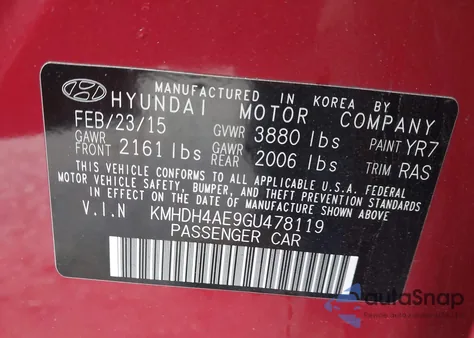 MANUFACTURED IN KOREA BY
HYUNDAI MOTOR COMPANY
FEB/23/15 GVWR 3880 lbs PAINT YR7
GAWR FRONT 2161 lbs GAWR REAR 2006 lbs TRIM RAS
THIS VEHICLE CONFORMS TO ALL APPLICABLE U.S.A. FEDERAL
MOTOR VEHICLE SAFETY, BUMPER, AND THEFT PREVENTION
STANDARDS IN EFFECT ON THE DATE OF MANUFACTURE SHOWN ABOVE.
V.I.N KMHDH4AE9GU478119
PASSENGER CAR
autoSnap